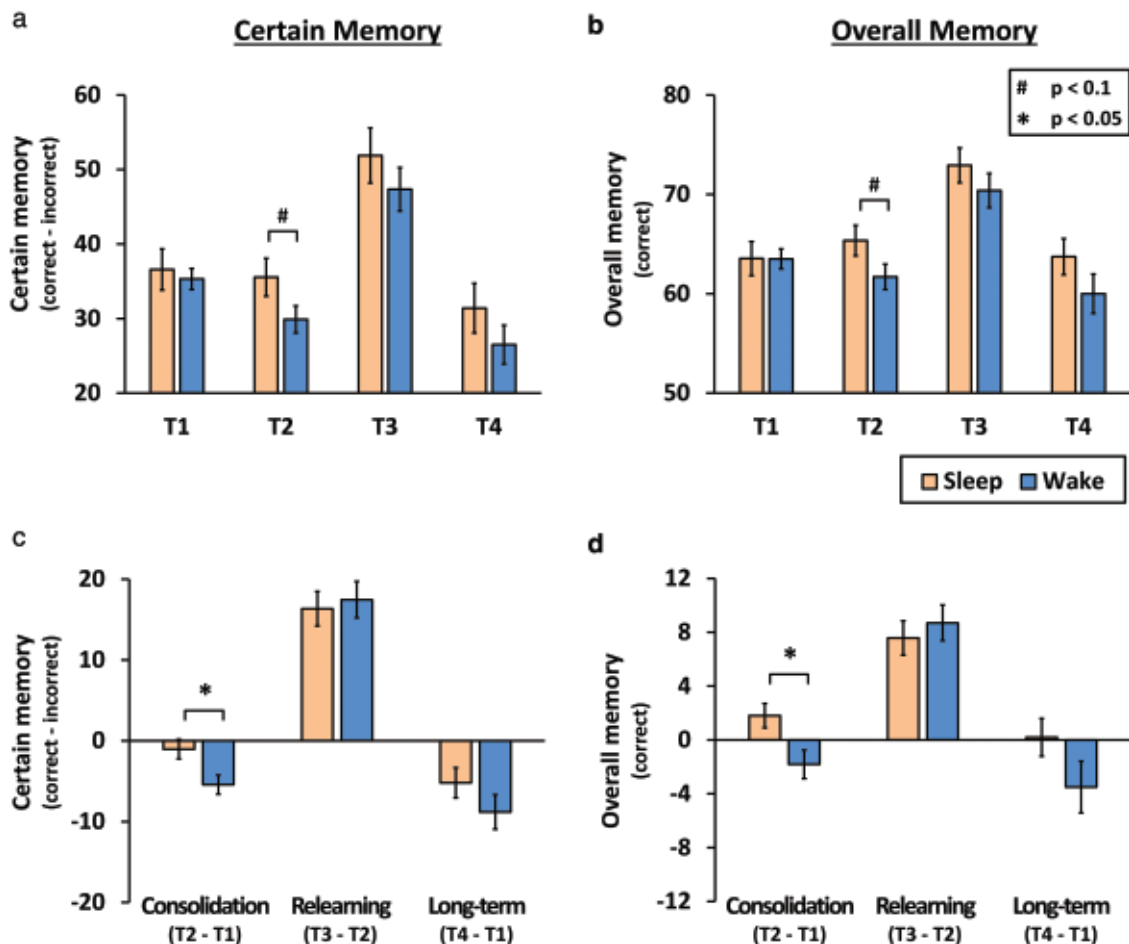 a
Certain Memory
Certain memory
(correct - incorrect)
60
50
40
30
20
#
T1 T2 T3 T4
b
Overall Memory
# p < 0.1
* p < 0.05
Overall memory
(correct)
80
70
60
50
#
T1 T2 T3 T4
Sleep Wake
c
Certain memory
(correct - incorrect)
20
10
0
-10
-20
*
Consolidation Relearning Long-term
(T2 - T1) (T3 - T2) (T4 - T1)
d
Overall memory
(correct)
12
8
4
0
-4
-8
-12
*
Consolidation Relearning Long-term
(T2 - T1) (T3 - T2) (T4 - T1)